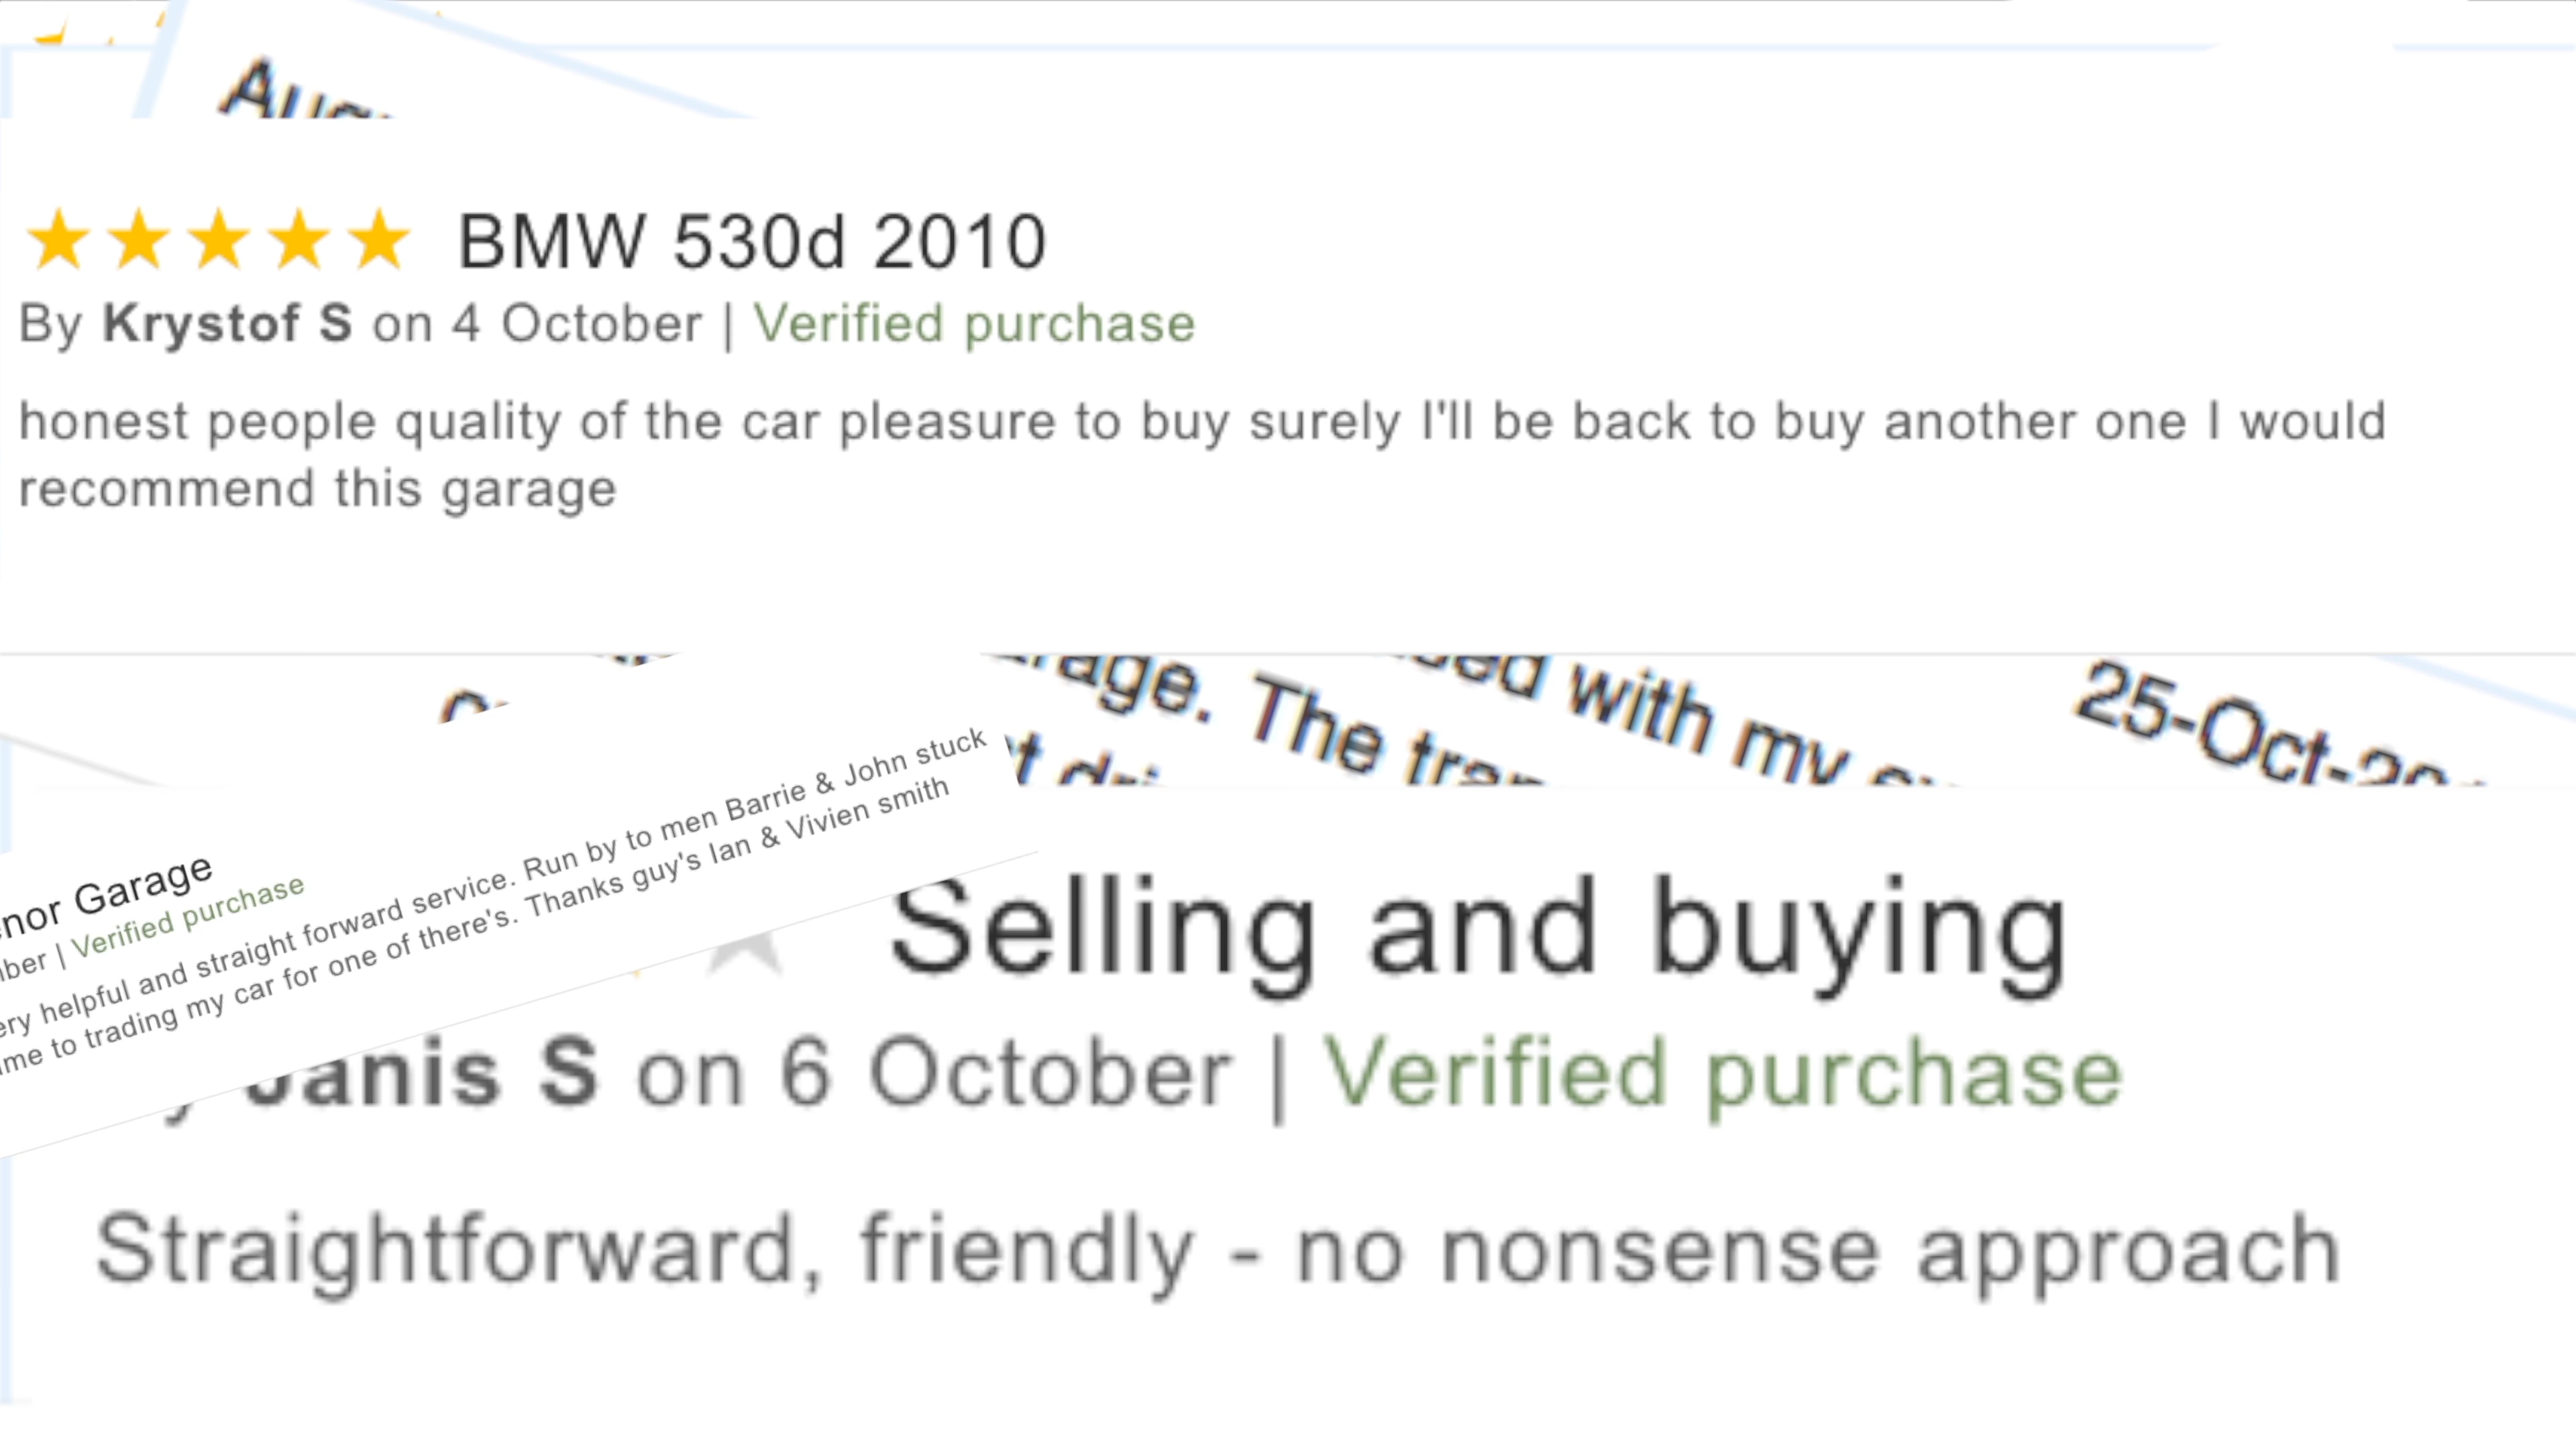 BMW 530d 2010
By Krystof S on 4 October | Verified purchase
honest people quality of the car pleasure to buy surely I'll be back to buy another one I would
recommend this garage
The
with my
25-Oct-
Garage
| Verified purchase
helpful and straight forward service. Run by to men Barrie & John stuck
to trading my car for one of there's. Thanks guy's Ian & Vivien smith
Selling and buying
Janis S on 6 October | Verified purchase
Straightforward, friendly - no nonsense approach